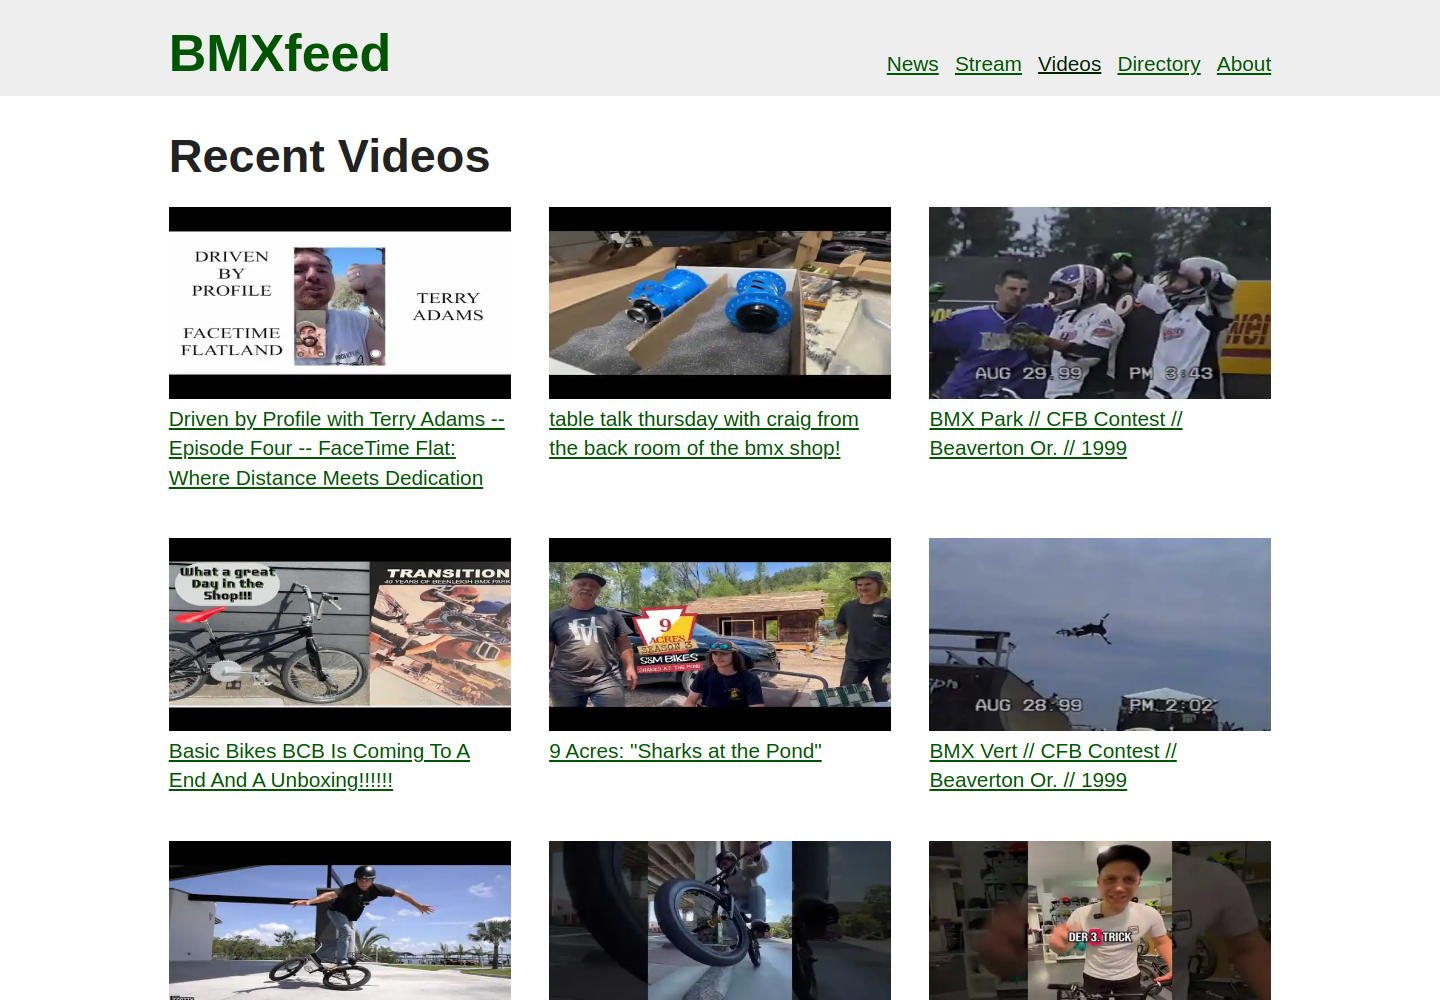 BMXfeed
News Stream Videos Directory About
Recent Videos
DRIVEN
BY
PROFILE
FACETIME
FLATLAND
TERRY
ADAMS
AUG 29.99 PM 3:43
Driven by Profile with Terry Adams --
Episode Four -- FaceTime Flat:
Where Distance Meets Dedication
table talk thursday with craig from
the back room of the bmx shop!
BMX Park // CFB Contest //
Beaverton Or. // 1999
What a great
Day in the
Shop!!!
TRANSITION
40 YEARS OF BEENLEIGH BMX PARK
9
ACRES
SEASON 3
S&M BIKES
SHARKS AT THE POND
AUG 28.99 PM 2:02
Basic Bikes BCB Is Coming To A
End And A Unboxing!!!!!!
9 Acres: "Sharks at the Pond"
BMX Vert // CFB Contest //
Beaverton Or. // 1999
DER 3. TRICK